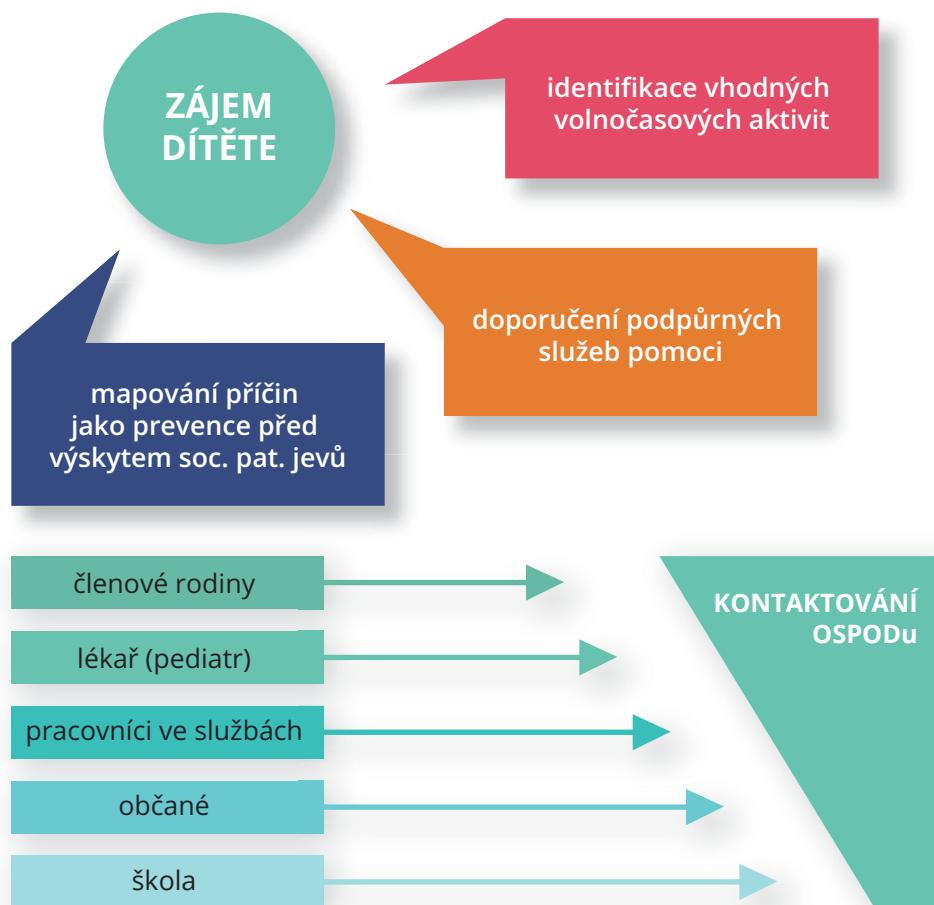 ZÁJEM
DÍTĚTE
identifikace vhodných
volnočasových aktivit
doporučení podpůrných
služeb pomoci
mapování příčin
jako prevence před
výskytem soc. pat. jevů
členové rodiny
lékař (pediatr)
pracovníci ve službách
občané
škola
KONTAKTOVÁNÍ
OSPODu